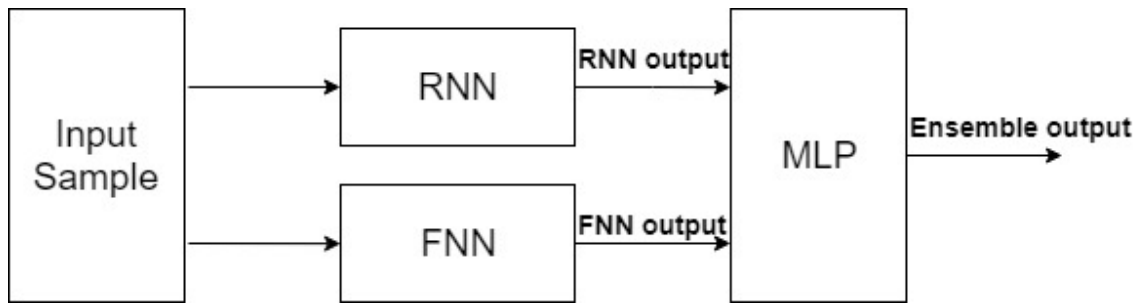 Input
Sample
RNN
RNN output
FNN
FNN output
MLP
Ensemble output